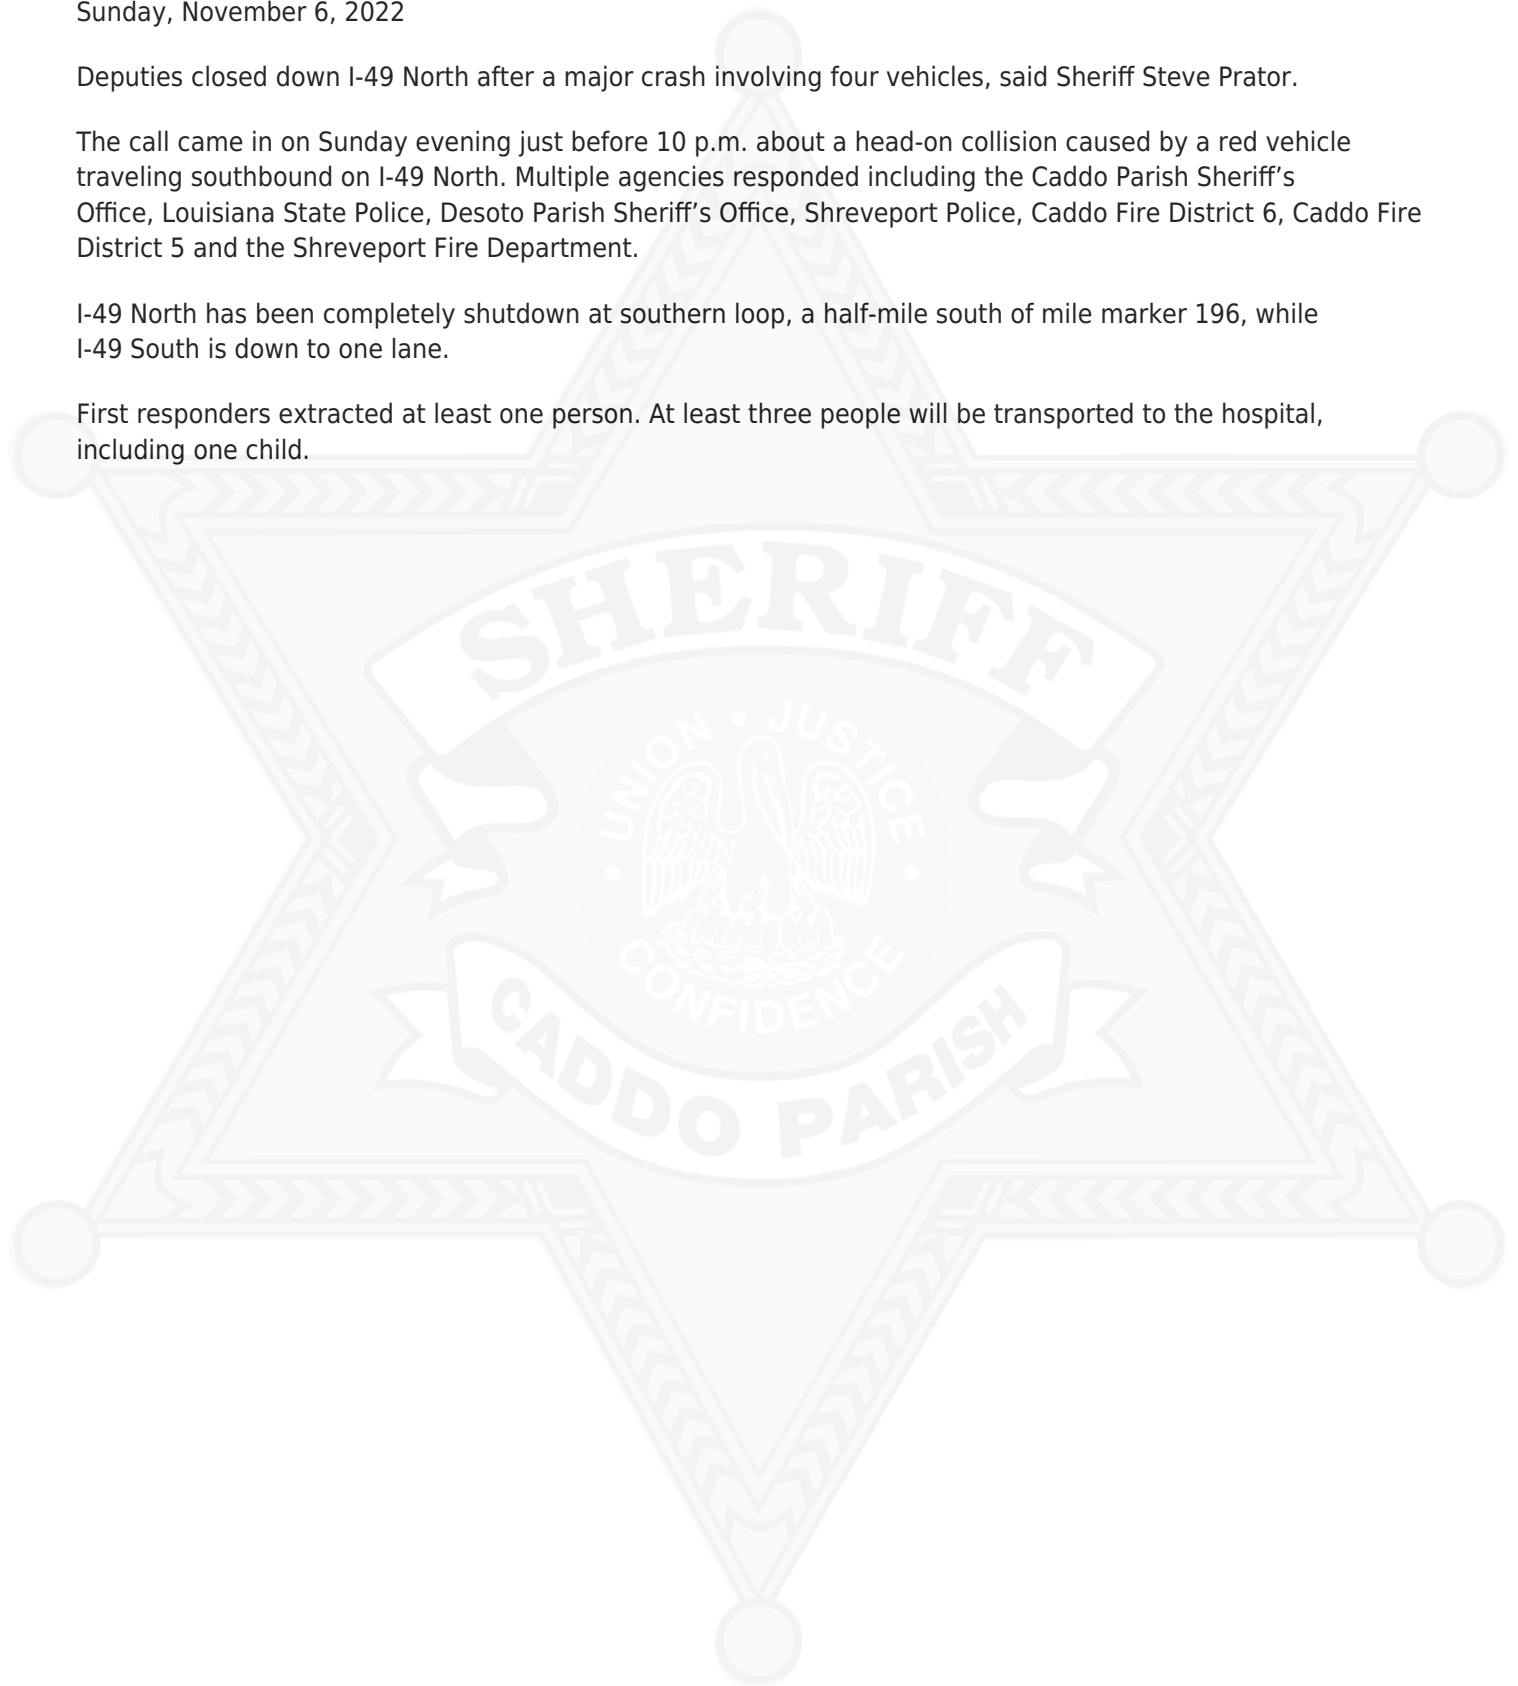 Sunday, November 6, 2022
Deputies closed down I-49 North after a major crash involving four vehicles, said Sheriff Steve Prator.
The call came in on Sunday evening just before 10 p.m. about a head-on collision caused by a red vehicle
traveling southbound on I-49 North. Multiple agencies responded including the Caddo Parish Sheriff’s
Office, Louisiana State Police, Desoto Parish Sheriff’s Office, Shreveport Police, Caddo Fire District 6, Caddo Fire
District 5 and the Shreveport Fire Department.
I-49 North has been completely shutdown at southern loop, a half-mile south of mile marker 196, while
I-49 South is down to one lane.
First responders extracted at least one person. At least three people will be transported to the hospital,
including one child.
SHERIFF
UNION • JUSTICE
• CONFIDENCE •
CADDO PARISH